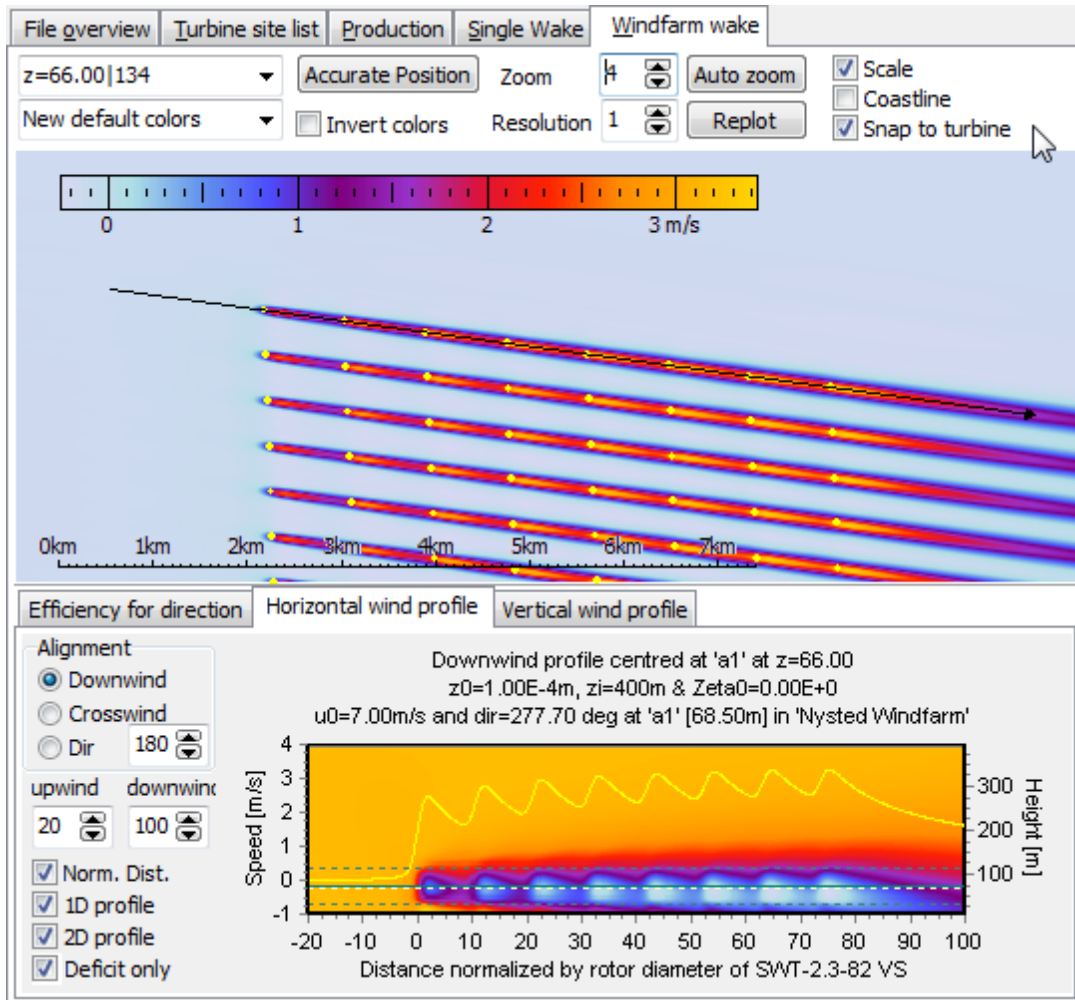 File overview Turbine site list Production Single Wake Windfarm wake
z=66.00|134 Accurate Position Zoom 4 Auto zoom Scale
Coastline
New default colors Invert colors Resolution 1 Replot Snap to turbine
0 1 2 3 m/s
0km 1km 2km 3km 4km 5km 6km 7km
Efficiency for direction Horizontal wind profile Vertical wind profile
Alignment
Downwind
Crosswind
Dir 180
upwind downwind
20 100
Norm. Dist.
1D profile
2D profile
Deficit only
Downwind profile centred at 'a1' at z=66.00
z0=1.00E-4m, zi=400m & Zeta0=0.00E+0
u0=7.00m/s and dir=277.70 deg at 'a1' [68.50m] in 'Nysted Windfarm'
Speed [m/s]
4
3
2
1
0
-1
300
200
100
Height [m]
-20 -10 0 10 20 30 40 50 60 70 80 90 100
Distance normalized by rotor diameter of SWT-2.3-82 VS